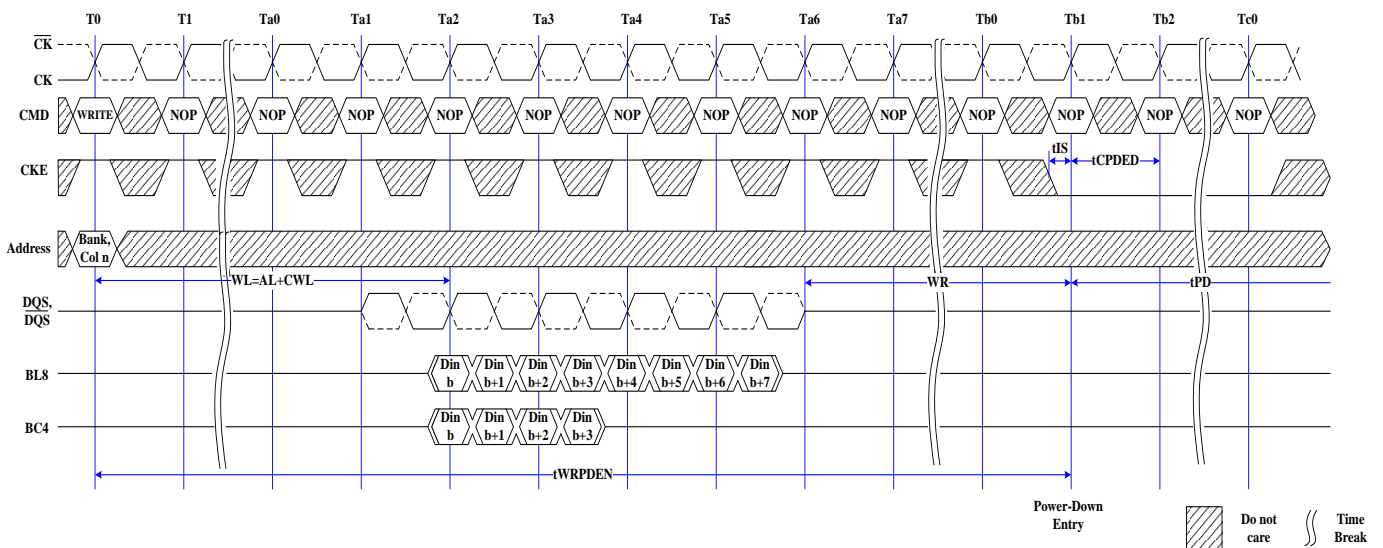 T0 T1 Ta0 Ta1 Ta2 Ta3 Ta4 Ta5 Ta6 Ta7 Tb0 Tb1 Tb2 Tc0
CK
CK
CMD WRITE NOP NOP NOP NOP NOP NOP NOP NOP NOP NOP NOP NOP NOP
tIS
CKE tCPDED
Address Bank,
Col n
WL=AL+CWL WR tPD
DQS,
DQS
BL8 Din Din Din Din Din Din Din Din
b b+1 b+2 b+3 b+4 b+5 b+6 b+7
BC4 Din Din Din Din
b b+1 b+2 b+3
tWRPDEN
Power-Down
Entry
Do not
care
Time
Break